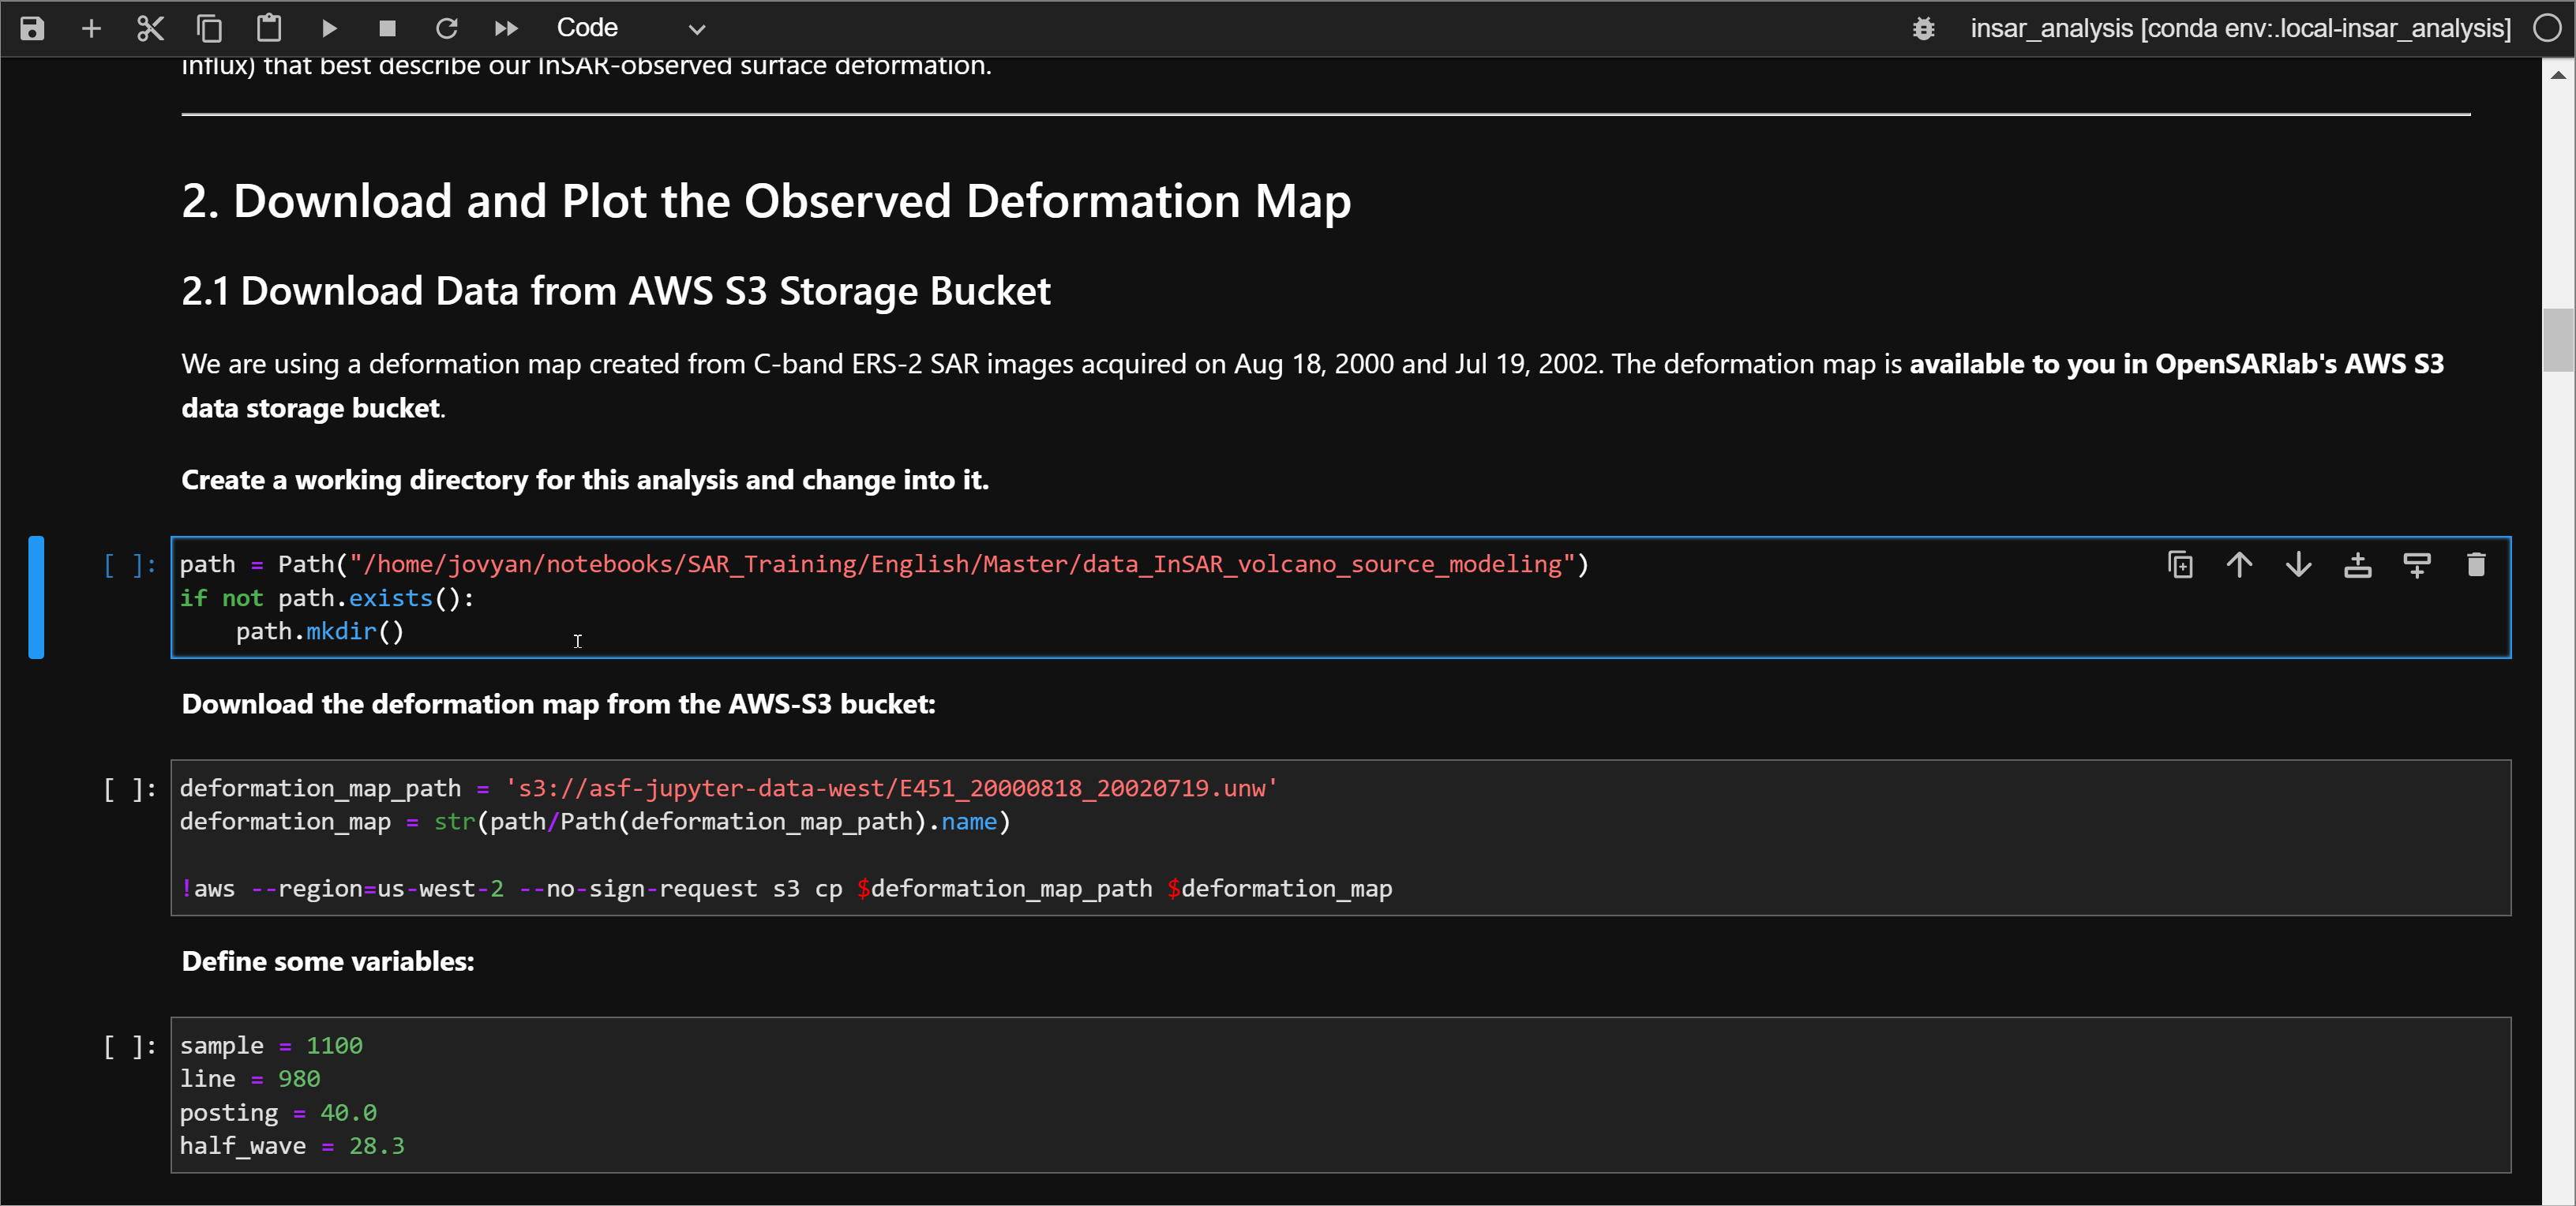 Code
insar_analysis [conda env:.local-insar_analysis]
influx) that best describe our InSAR-observed surface deformation.
2. Download and Plot the Observed Deformation Map
2.1 Download Data from AWS S3 Storage Bucket
We are using a deformation map created from C-band ERS-2 SAR images acquired on Aug 18, 2000 and Jul 19, 2002. The deformation map is available to you in OpenSARlab's AWS S3
data storage bucket.
Create a working directory for this analysis and change into it.
[ ]: path = Path("/home/jovyan/notebooks/SAR_Training/English/Master/data_InSAR_volcano_source_modeling")
if not path.exists():
    path.mkdir()
Download the deformation map from the AWS-S3 bucket:
[ ]: deformation_map_path = 's3://asf-jupyter-data-west/E451_20000818_20020719.unw'
deformation_map = str(path/Path(deformation_map_path).name)
!aws --region=us-west-2 --no-sign-request s3 cp $deformation_map_path $deformation_map
Define some variables:
[ ]: sample = 1100
line = 980
posting = 40.0
half_wave = 28.3